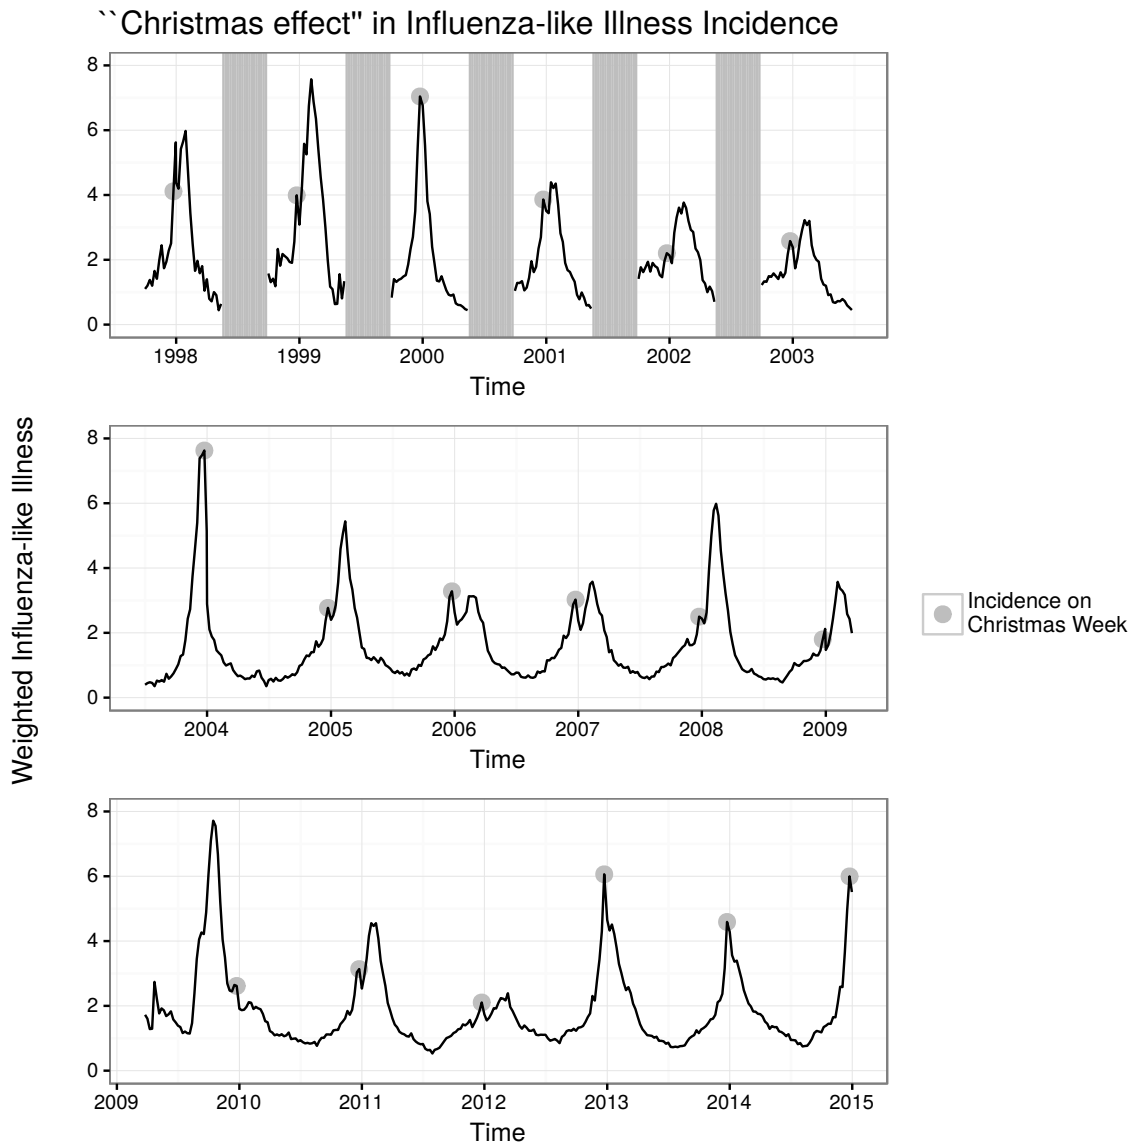 ``Christmas effect'' in Influenza-like Illness Incidence
8
6
4
2
0
1998 1999 2000 2001 2002 2003
Time
Weighted Influenza-like Illness
8
6
4
2
0
2004 2005 2006 2007 2008 2009
Time
Incidence on
Christmas Week
8
6
4
2
0
2009 2010 2011 2012 2013 2014 2015
Time